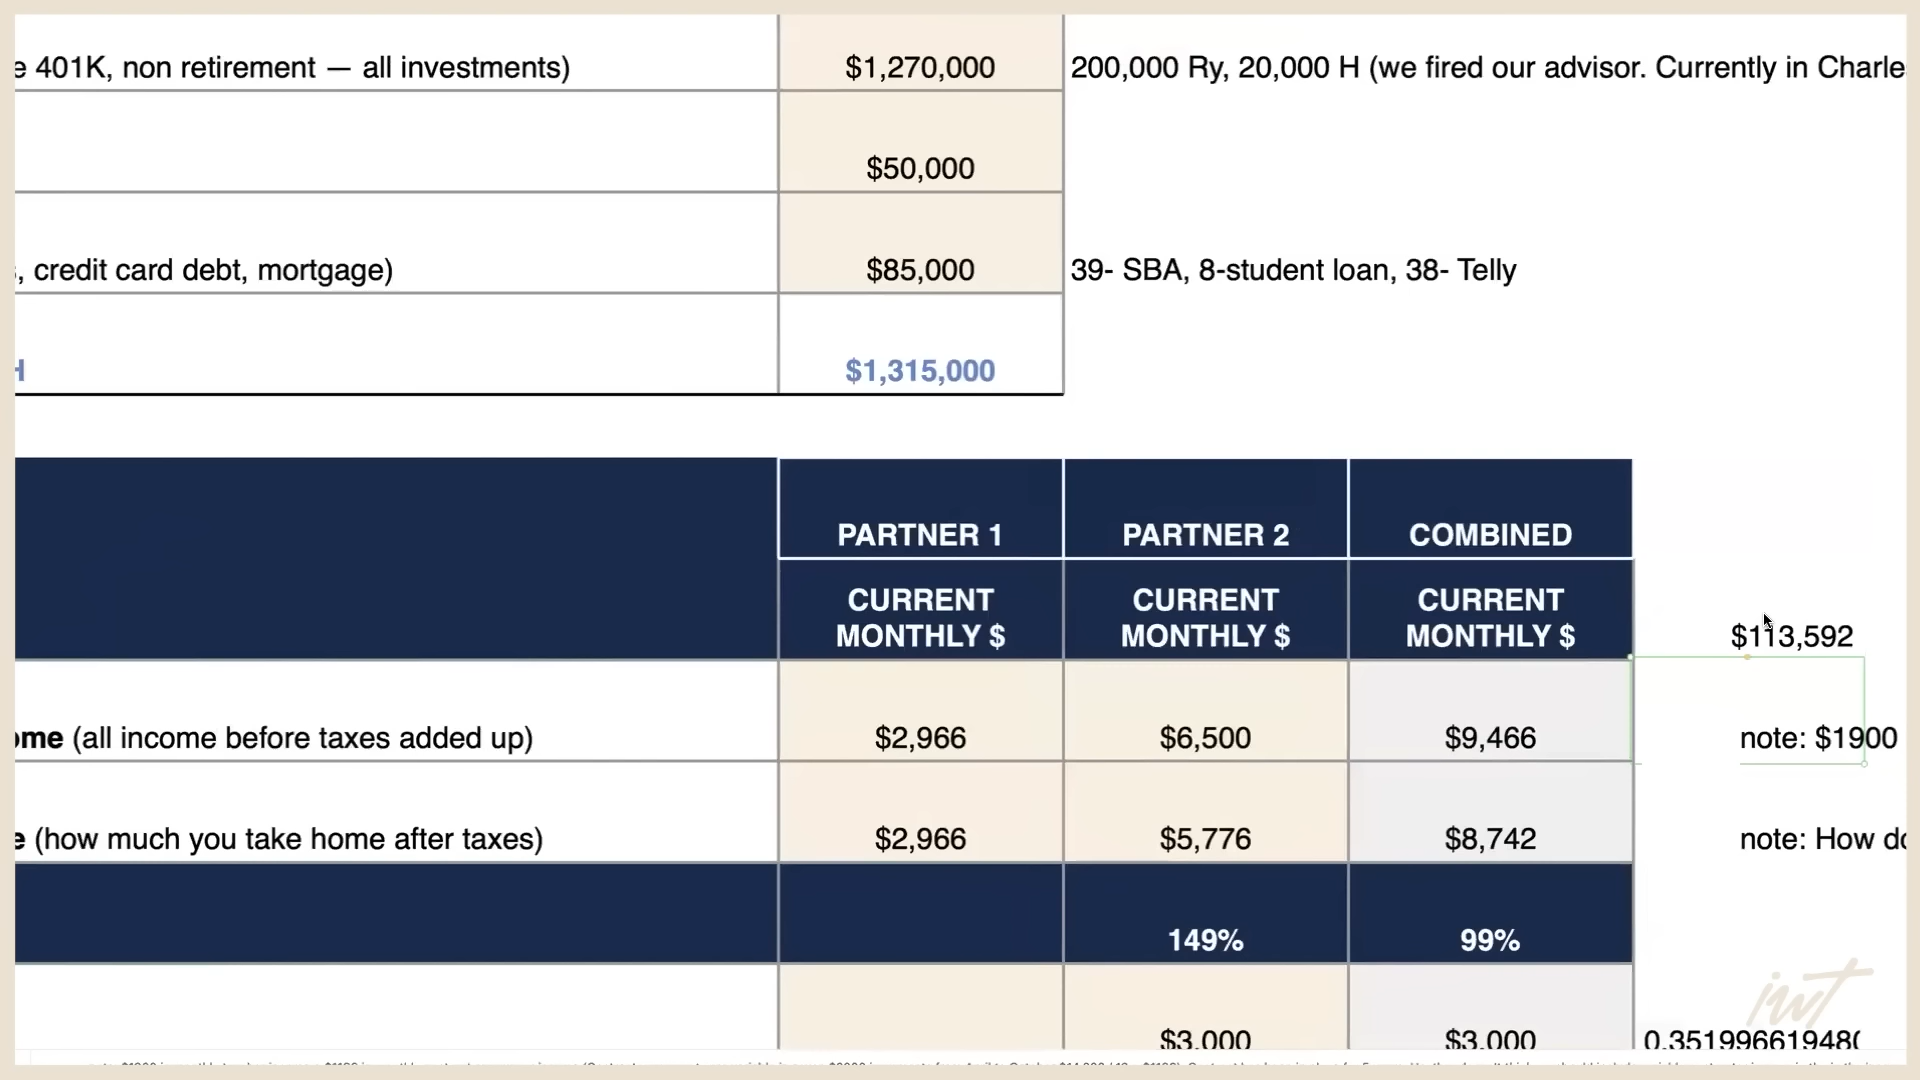 e 401K, non retirement — all investments) $1,270,000 200,000 Ry, 20,000 H (we fired our advisor. Currently in Charle
$50,000
, credit card debt, mortgage) $85,000 39- SBA, 8-student loan, 38- Telly
H $1,315,000
PARTNER 1 PARTNER 2 COMBINED
CURRENT CURRENT CURRENT
MONTHLY $ MONTHLY $ MONTHLY $ $113,592
ome (all income before taxes added up) $2,966 $6,500 $9,466 note: $1900
e (how much you take home after taxes) $2,966 $5,776 $8,742 note: How do
149% 99%
$3,000 $3,000 0.35199661948
iwt